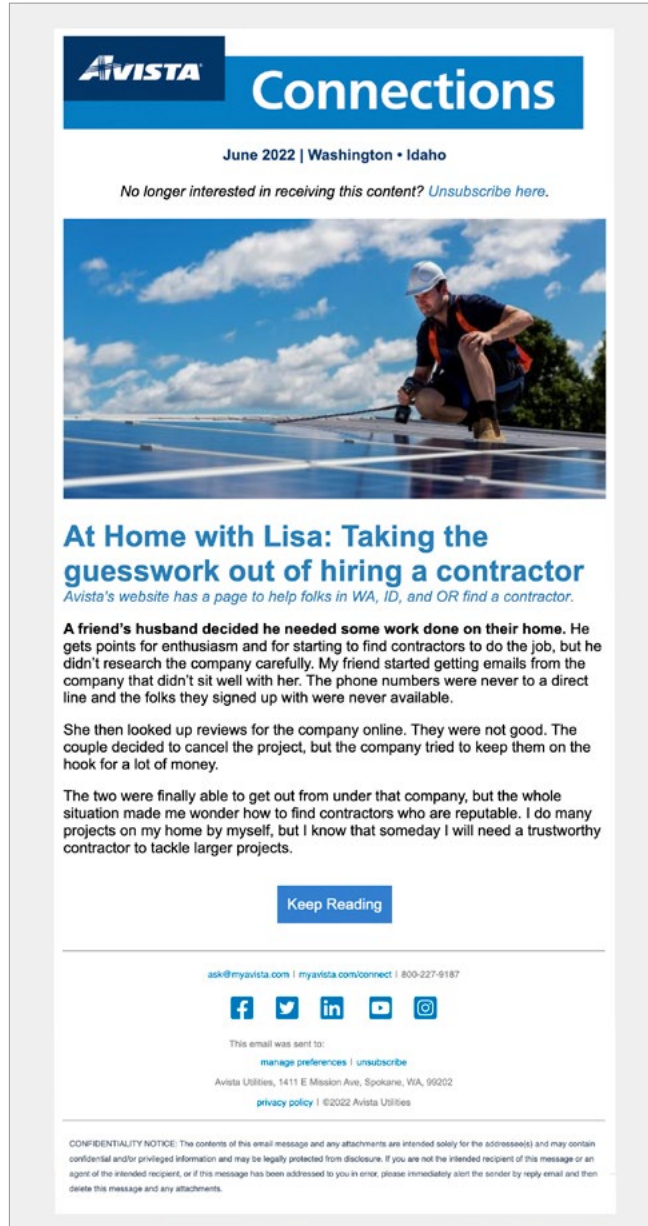 AVISTA
Connections
June 2022 | Washington • Idaho
No longer interested in receiving this content? Unsubscribe here.
At Home with Lisa: Taking the
guesswork out of hiring a contractor
Avista's website has a page to help folks in WA, ID, and OR find a contractor.
A friend's husband decided he needed some work done on their home. He
gets points for enthusiasm and for starting to find contractors to do the job, but he
didn't research the company carefully. My friend started getting emails from the
company that didn't sit well with her. The phone numbers were never to a direct
line and the folks they signed up with were never available.
She then looked up reviews for the company online. They were not good. The
couple decided to cancel the project, but the company tried to keep them on the
hook for a lot of money.
The two were finally able to get out from under that company, but the whole
situation made me wonder how to find contractors who are reputable. I do many
projects on my home by myself, but I know that someday I will need a trustworthy
contractor to tackle larger projects.
Keep Reading
ask@myavista.com | myavista.com/connect | 800-227-9187
This email was sent to:
manage preferences | unsubscribe
Avista Utilities, 1411 E Mission Ave, Spokane, WA, 99202
privacy policy | ©2022 Avista Utilities
CONFIDENTIALITY NOTICE: The contents of this email message and any attachments are intended solely for the addressee(s) and may contain
confidential and/or privileged information and may be legally protected from disclosure. If you are not the intended recipient of this message or an
agent of the intended recipient, or if this message has been addressed to you in error, please immediately alert the sender by reply email and then
delete this message and any attachments.